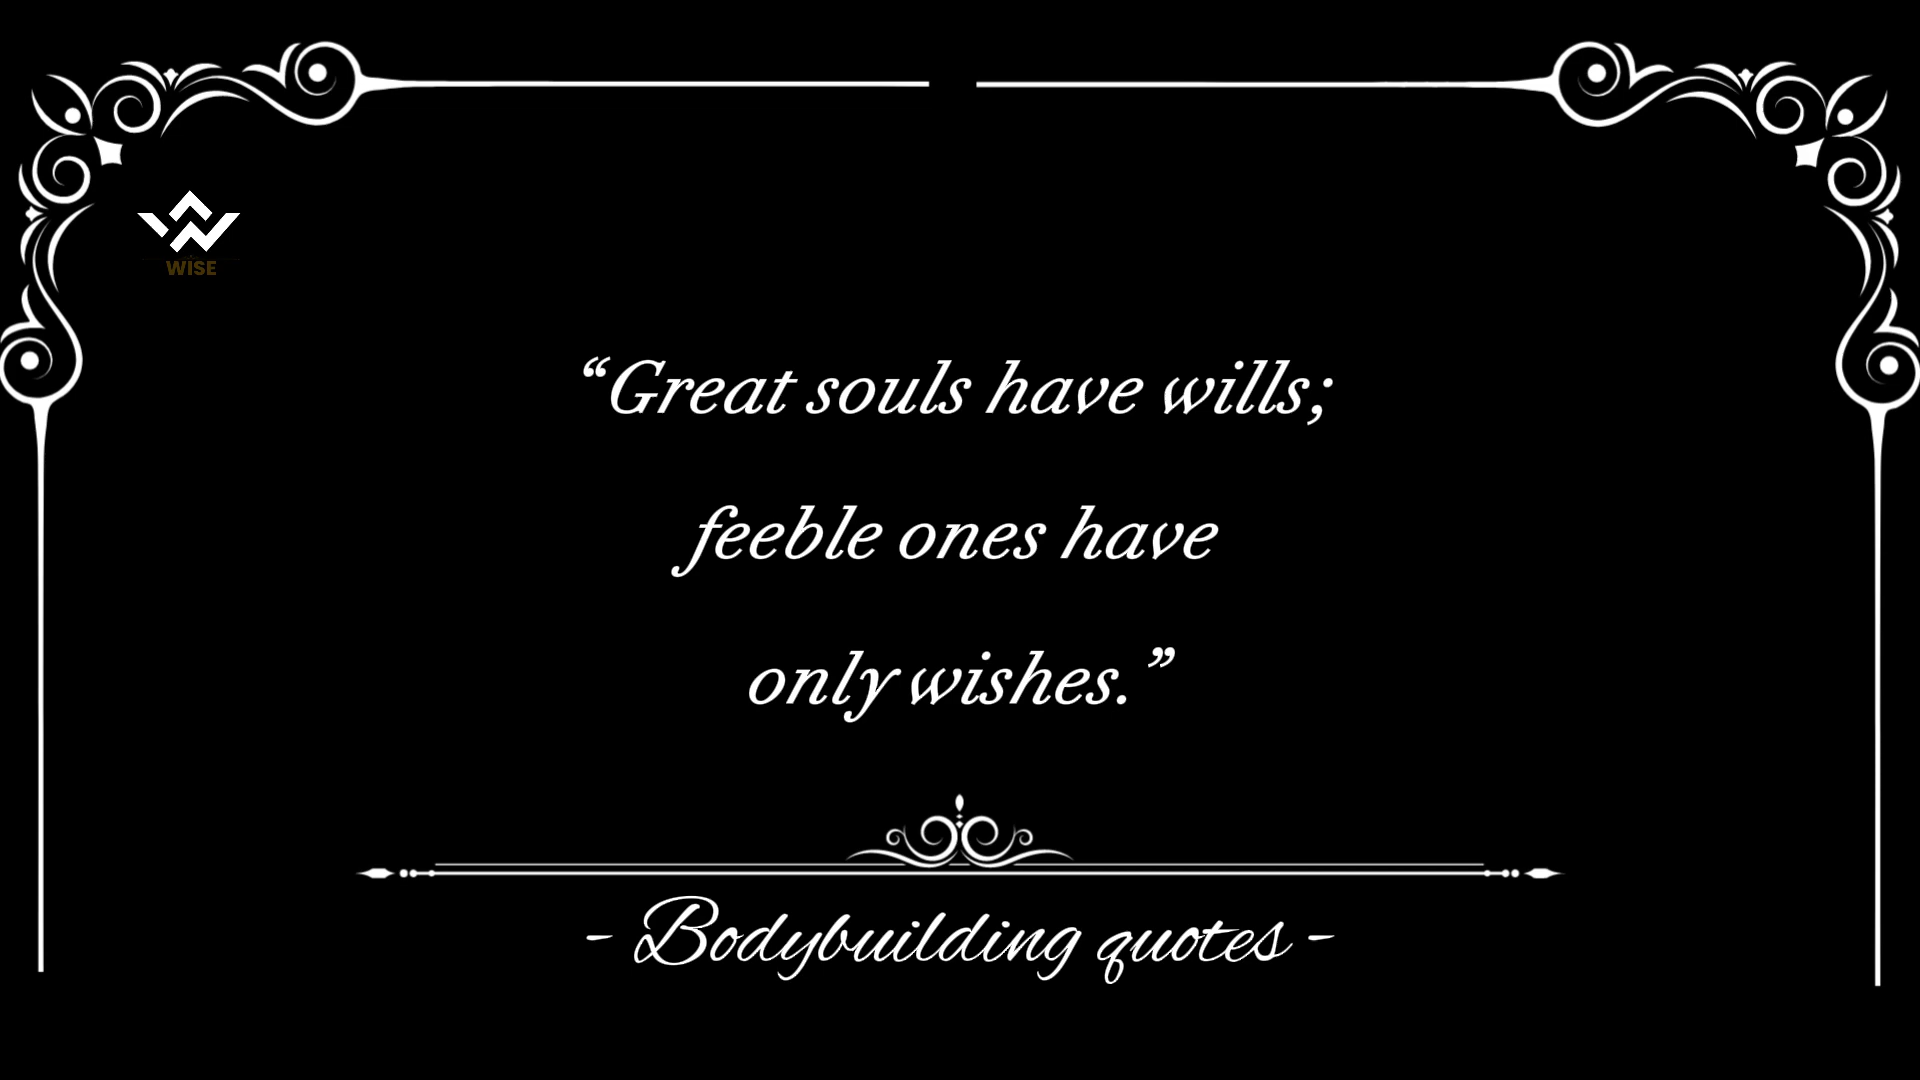 WISE
“Great souls have wills;
feeble ones have
only wishes.”
- Bodybuilding quotes -